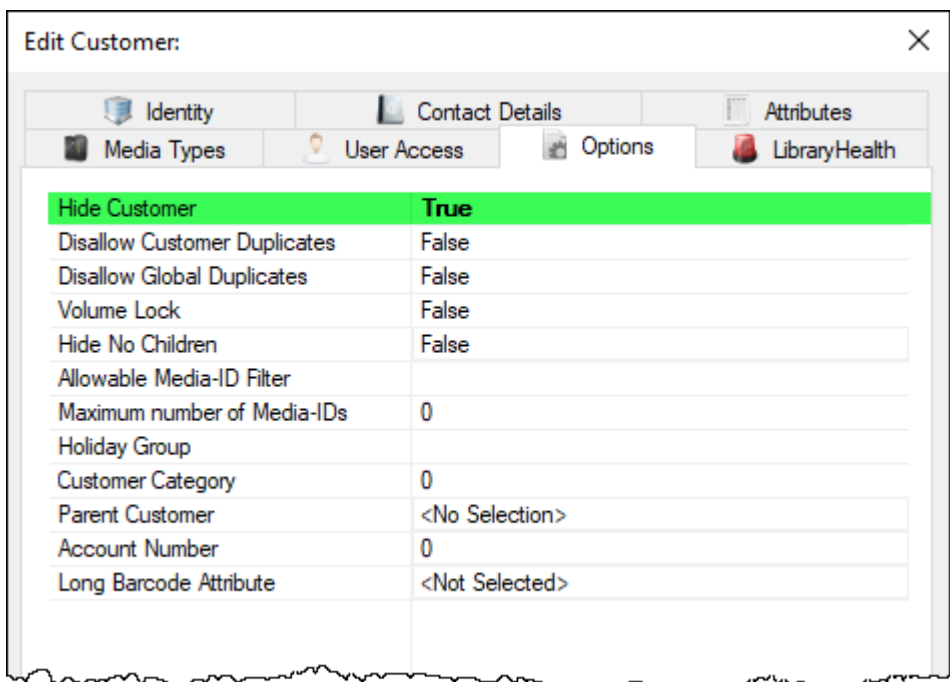 Edit Customer:
Identity Contact Details Attributes
Media Types User Access Options LibraryHealth
Hide Customer True
Disallow Customer Duplicates False
Disallow Global Duplicates False
Volume Lock False
Hide No Children False
Allowable Media-ID Filter
Maximum number of Media-IDs 0
Holiday Group
Customer Category 0
Parent Customer <No Selection>
Account Number 0
Long Barcode Attribute <Not Selected>